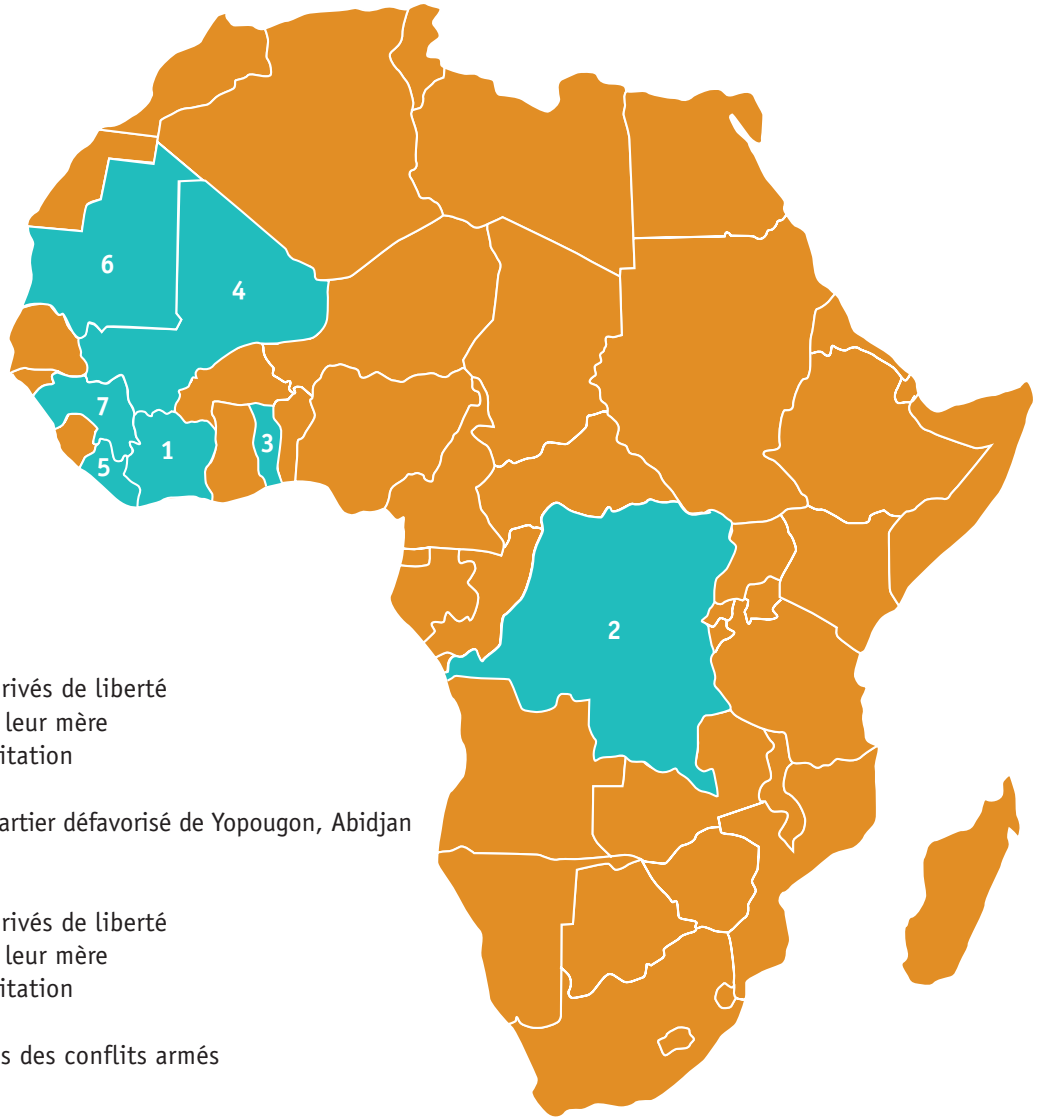 6
4
7
3
1
5
2
rivés de liberté
leur mère
itation
artier défavorisé de Yopougon, Abidjan
rivés de liberté
leur mère
itation
s des conflits armés